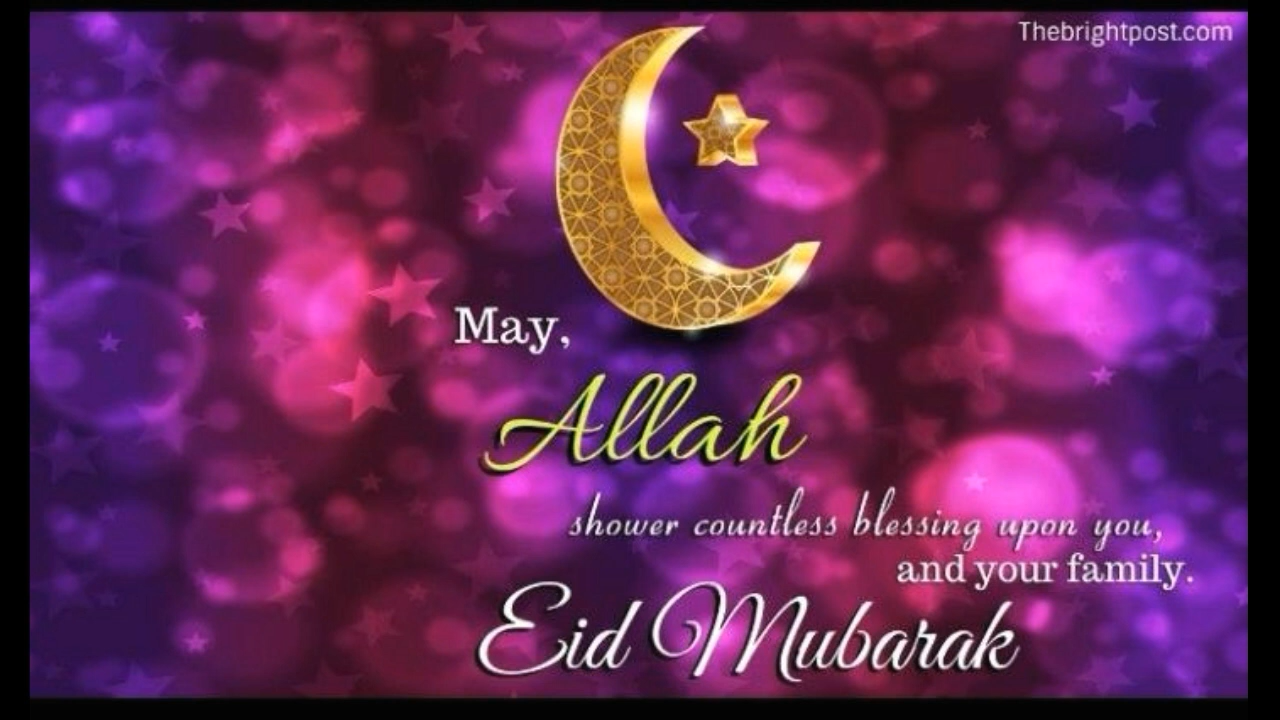 Thebrightpost.com
May,
Allah
shower countless blessing upon you,
and your family.
Eid Mubarak